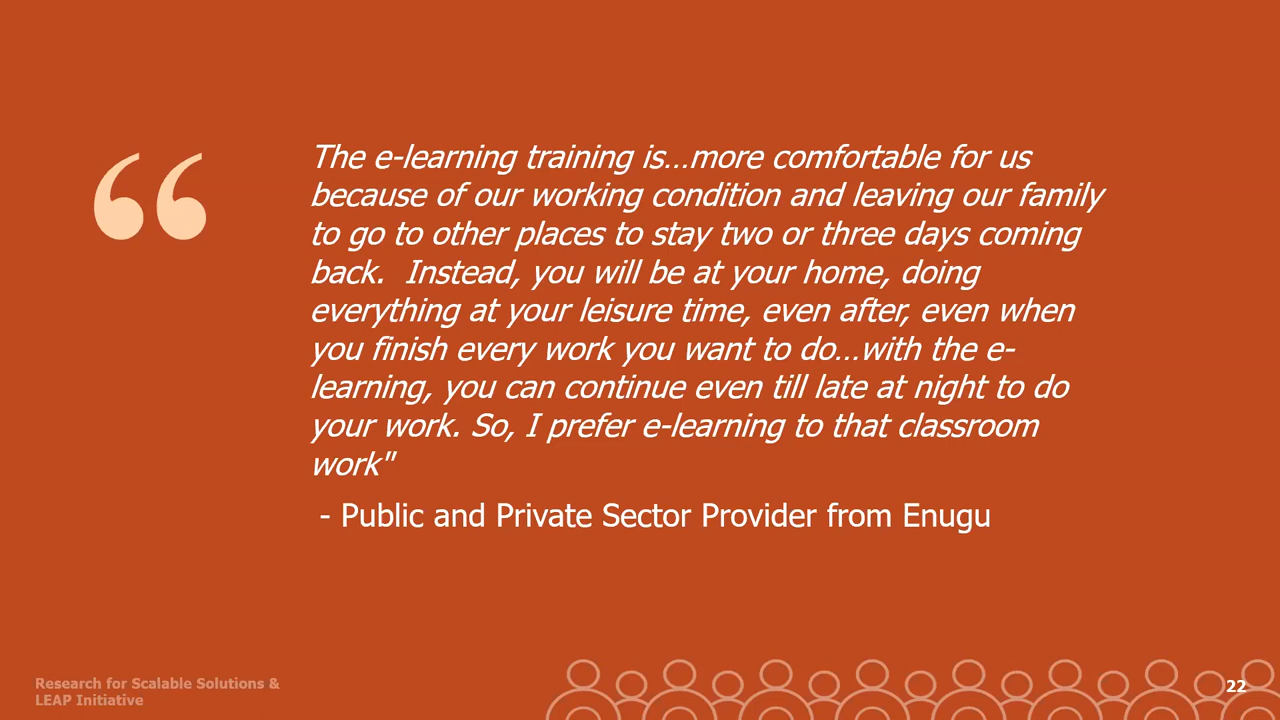 “
The e-learning training is…more comfortable for us
because of our working condition and leaving our family
to go to other places to stay two or three days coming
back.  Instead, you will be at your home, doing
everything at your leisure time, even after, even when
you finish every work you want to do…with the e-
learning, you can continue even till late at night to do
your work. So, I prefer e-learning to that classroom
work"
- Public and Private Sector Provider from Enugu
Research for Scalable Solutions &
LEAP Initiative
22